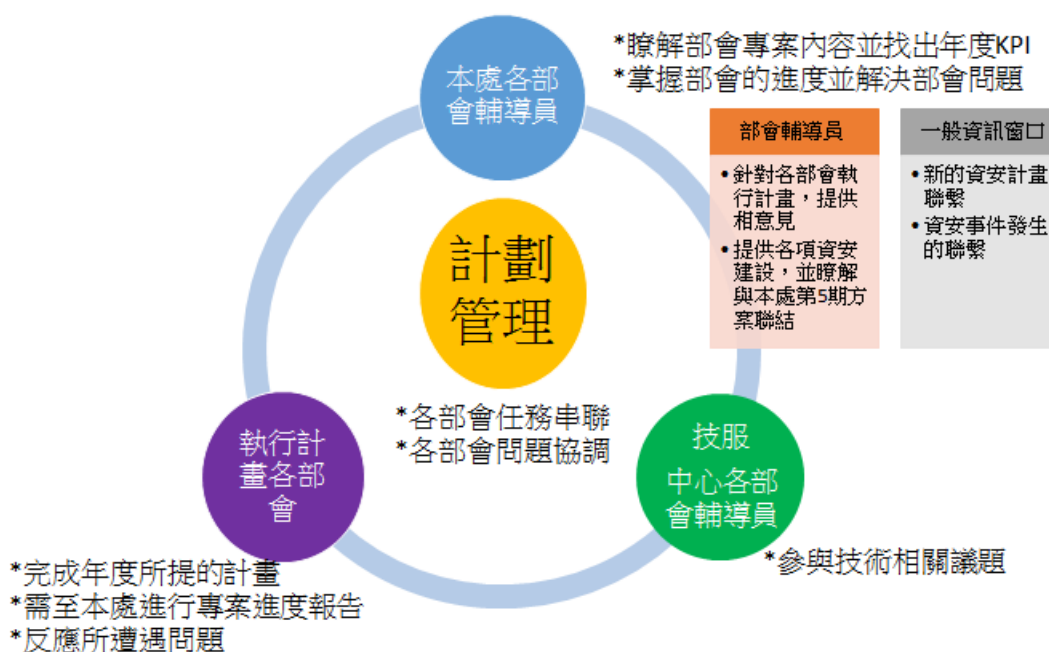 本處各部
會輔導員
*瞭解部會專案內容並找出年度KPI
*掌握部會的進度並解決部會問題
部會輔導員
•針對各部會執
行計畫，提供
相意見
•提供各項資安
建設，並瞭解
與本處第5期方
案聯結
一般資訊窗口
•新的資安計畫
聯繫
•資安事件發生
的聯繫
計劃
管理
*各部會任務串聯
*各部會問題協調
執行計
畫各部
會
技服
中心各部
會輔導員
*參與技術相關議題
*完成年度所提的計畫
*需至本處進行專案進度報告
*反應所遭遇問題